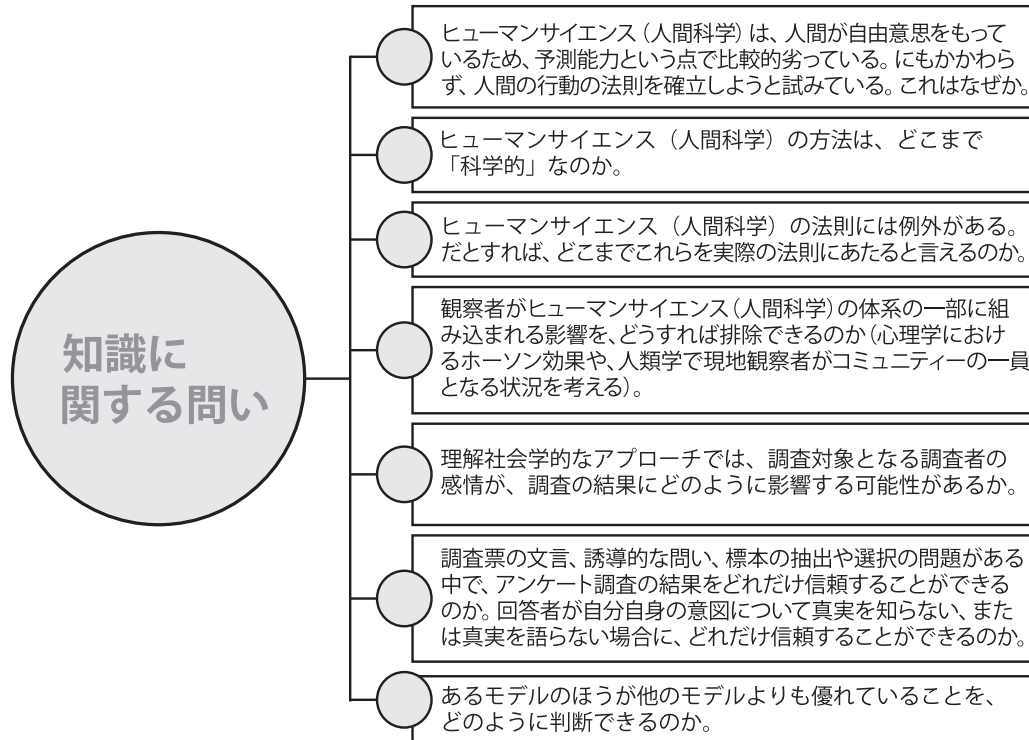 知識に
関する問い
ヒューマンサイエンス（人間科学）は、人間が自由意思をもって
いるため、予測能力という点で比較的劣っている。にもかかわら
ず、人間の行動の法則を確立しようと試みている。これはなぜか。
ヒューマンサイエンス（人間科学）の方法は、どこまで
「科学的」なのか。
ヒューマンサイエンス（人間科学）の法則には例外がある。
だとすれば、どこまでこれらを実際の法則にあたると言えるのか。
観察者がヒューマンサイエンス（人間科学）の体系の一部に組
み込まれる影響を、どうすれば排除できるのか（心理学におけ
るホーソン効果や、人類学で現地観察者がコミュニティーの一員
となる状況を考える）。
理解社会学的なアプローチでは、調査対象となる調査者の
感情が、調査の結果にどのように影響する可能性があるか。
調査票の文言、誘導的な問い、標本の抽出や選択の問題がある
中で、アンケート調査の結果をどれだけ信頼することができる
のか。回答者が自分自身の意図について真実を知らない、また
は真実を語らない場合に、どれだけ信頼することができるのか。
あるモデルのほうが他のモデルよりも優れていることを、
どのように判断できるのか。